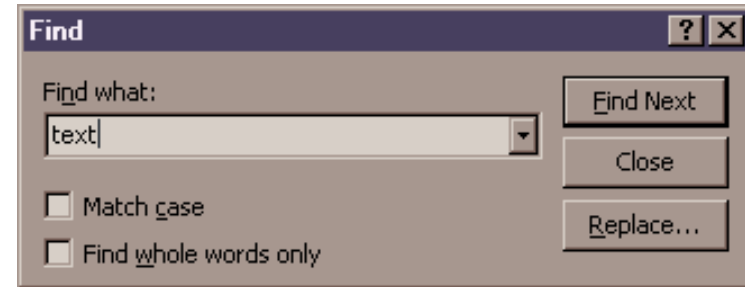 Find
Find what:
text
Match case
Find whole words only
Find Next
Close
Replace...